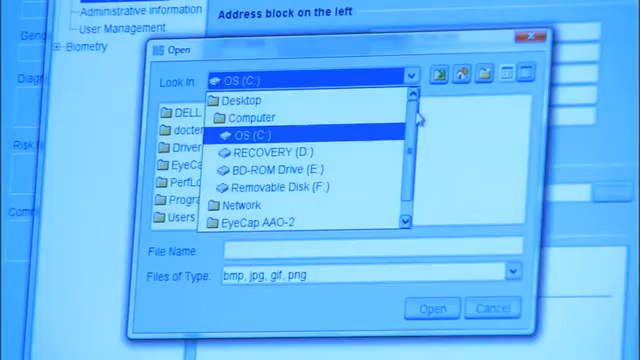 Administrative information
User Management
Biometry
Address block on the left
Open
Look In:
OS (C:)
Desktop
Computer
OS (C:)
RECOVERY (D:)
BD-ROM Drive (E:)
Removable Disk (F:)
Network
EyeCap AAO-2
DELL
docte
Driver
EyeCa
PerfLo
Progra
Users
File Name:
Files of Type:
bmp, jpg, gif, png
Open
Cancel
Gen
Diag
Risk